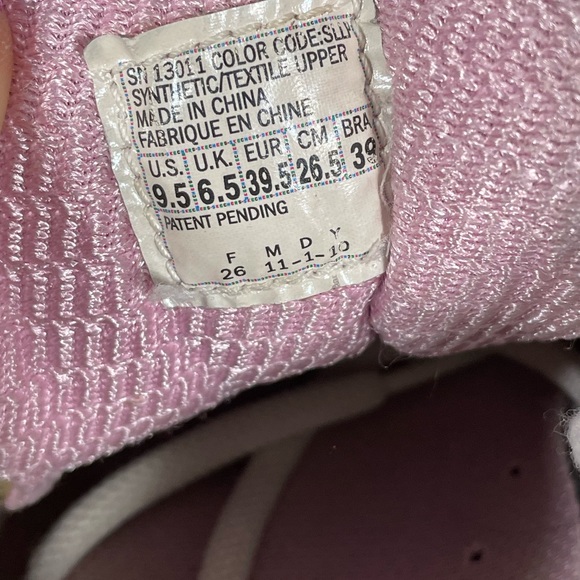 SN 13011 COLOR CODE:SLLV
SYNTHETIC/TEXTILE UPPER
MADE IN CHINA
FABRIQUE EN CHINE
U.S. U.K. EUR CM BRA
9.5 6.5 39.5 26.5 39
PATENT PENDING
F M D Y
26 11-1-10